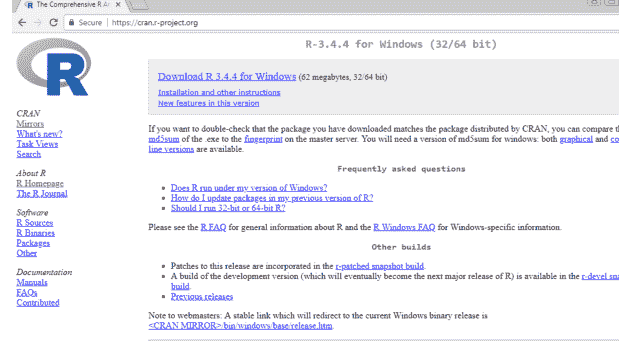 The Comprehensive R Ar
Secure | https://cran.r-project.org
R
CRAN
Mirrors
What's new?
Task Views
Search
About R
R Homepage
The R Journal
Software
R Sources
R Binaries
Packages
Other
Documentation
Manuals
FAQs
Contributed
R-3.4.4 for Windows (32/64 bit)
Download R 3.4.4 for Windows (62 megabytes, 32/64 bit)
Installation and other instructions
New features in this version
If you want to double-check that the package you have downloaded matches the package distributed by CRAN, you can compare
md5sum of the .exe to the fingerprint on the master server. You will need a version of md5sum for windows: both graphical and
line versions are available.
Frequently asked questions
Does R run under my version of Windows?
How do I update packages in my previous version of R?
Should I run 32-bit or 64-bit R?
Please see the R FAQ for general information about R and the R Windows FAQ for Windows-specific information.
Other builds
Patches to this release are incorporated in the r-patched snapshot build.
A build of the development version (which will eventually become the next major release of R) is available in the r-devel sna
build.
Previous releases
Note to webmasters: A stable link which will redirect to the current Windows binary release is
<CRAN MIRROR>/bin/windows/base/release.htm.